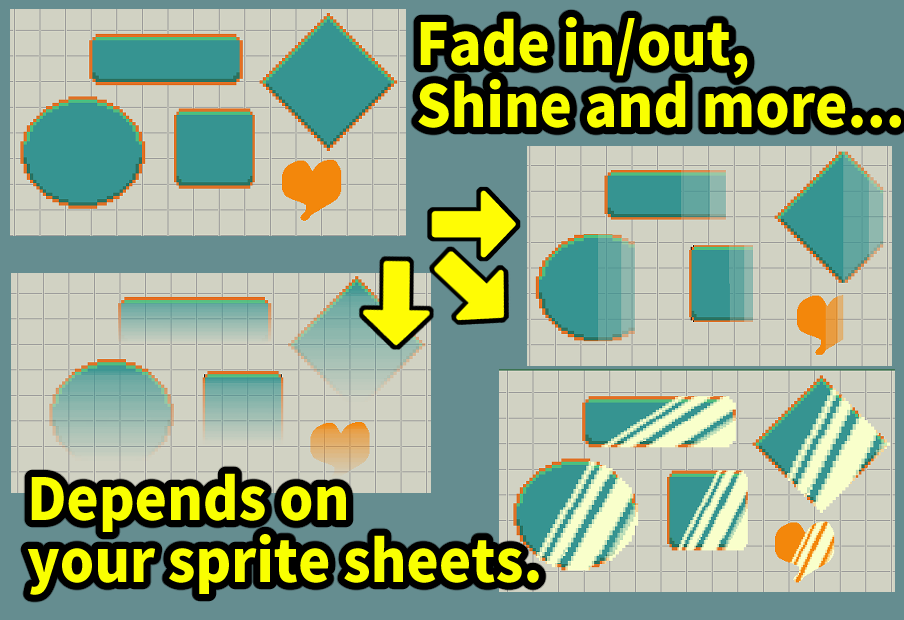 Fade in/out,
Shine and more...
Depends on
your sprite sheets.